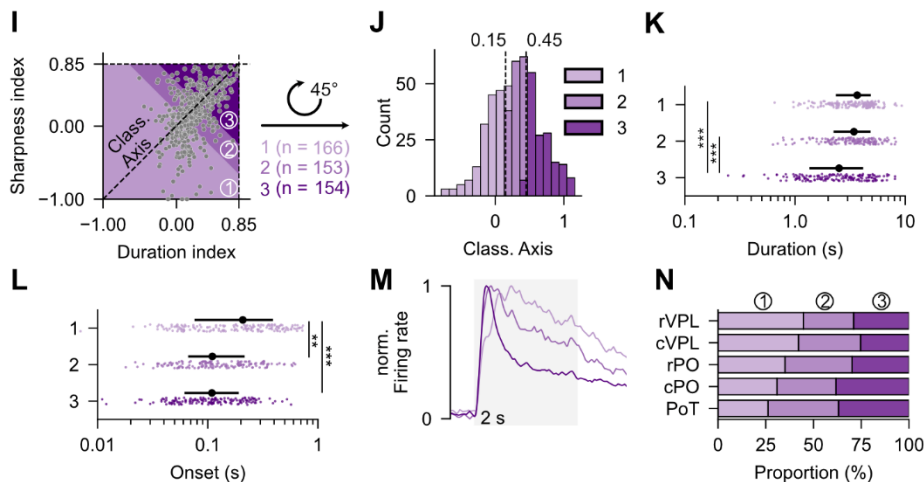 I
Sharpness index
0.85
0.00
−1.00
−1.00
0.00
0.85
Duration index
Class.
Axis
③
②
①
45°
1 (n = 166)
2 (n = 153)
3 (n = 154)
J
0.15
0.45
Count
50
25
0
0
1
Class. Axis
1
2
3
K
1
2
3
***
***
0.1
1.0
10
Duration (s)
L
1
2
3
**
***
0.01
0.1
1
Onset (s)
M
norm.
Firing rate
1
0
2 s
N
① ② ③
rVPL
cVPL
rPO
cPO
PoT
0 25 50 75 100
Proportion (%)